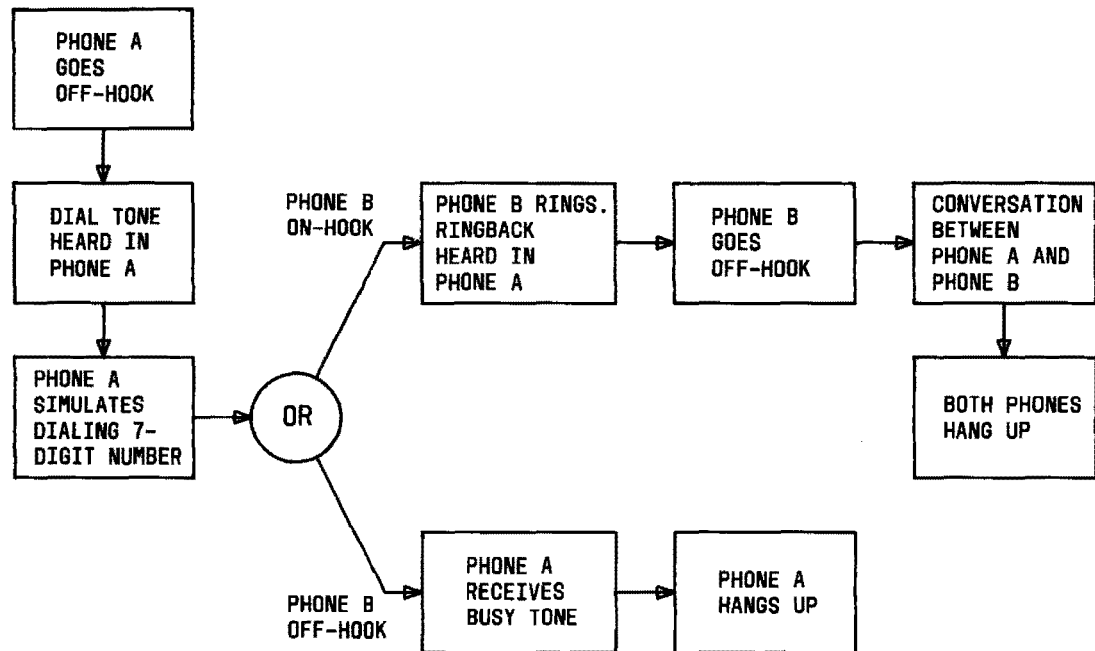 PHONE A
GOES
OFF-HOOK
DIAL TONE
HEARD IN
PHONE A
PHONE A
SIMULATES
DIALING 7-
DIGIT NUMBER
OR
PHONE B
ON-HOOK
PHONE B RINGS.
RINGBACK
HEARD IN
PHONE A
PHONE B
GOES
OFF-HOOK
CONVERSATION
BETWEEN
PHONE A AND
PHONE B
BOTH PHONES
HANG UP
PHONE B
OFF-HOOK
PHONE A
RECEIVES
BUSY TONE
PHONE A
HANGS UP